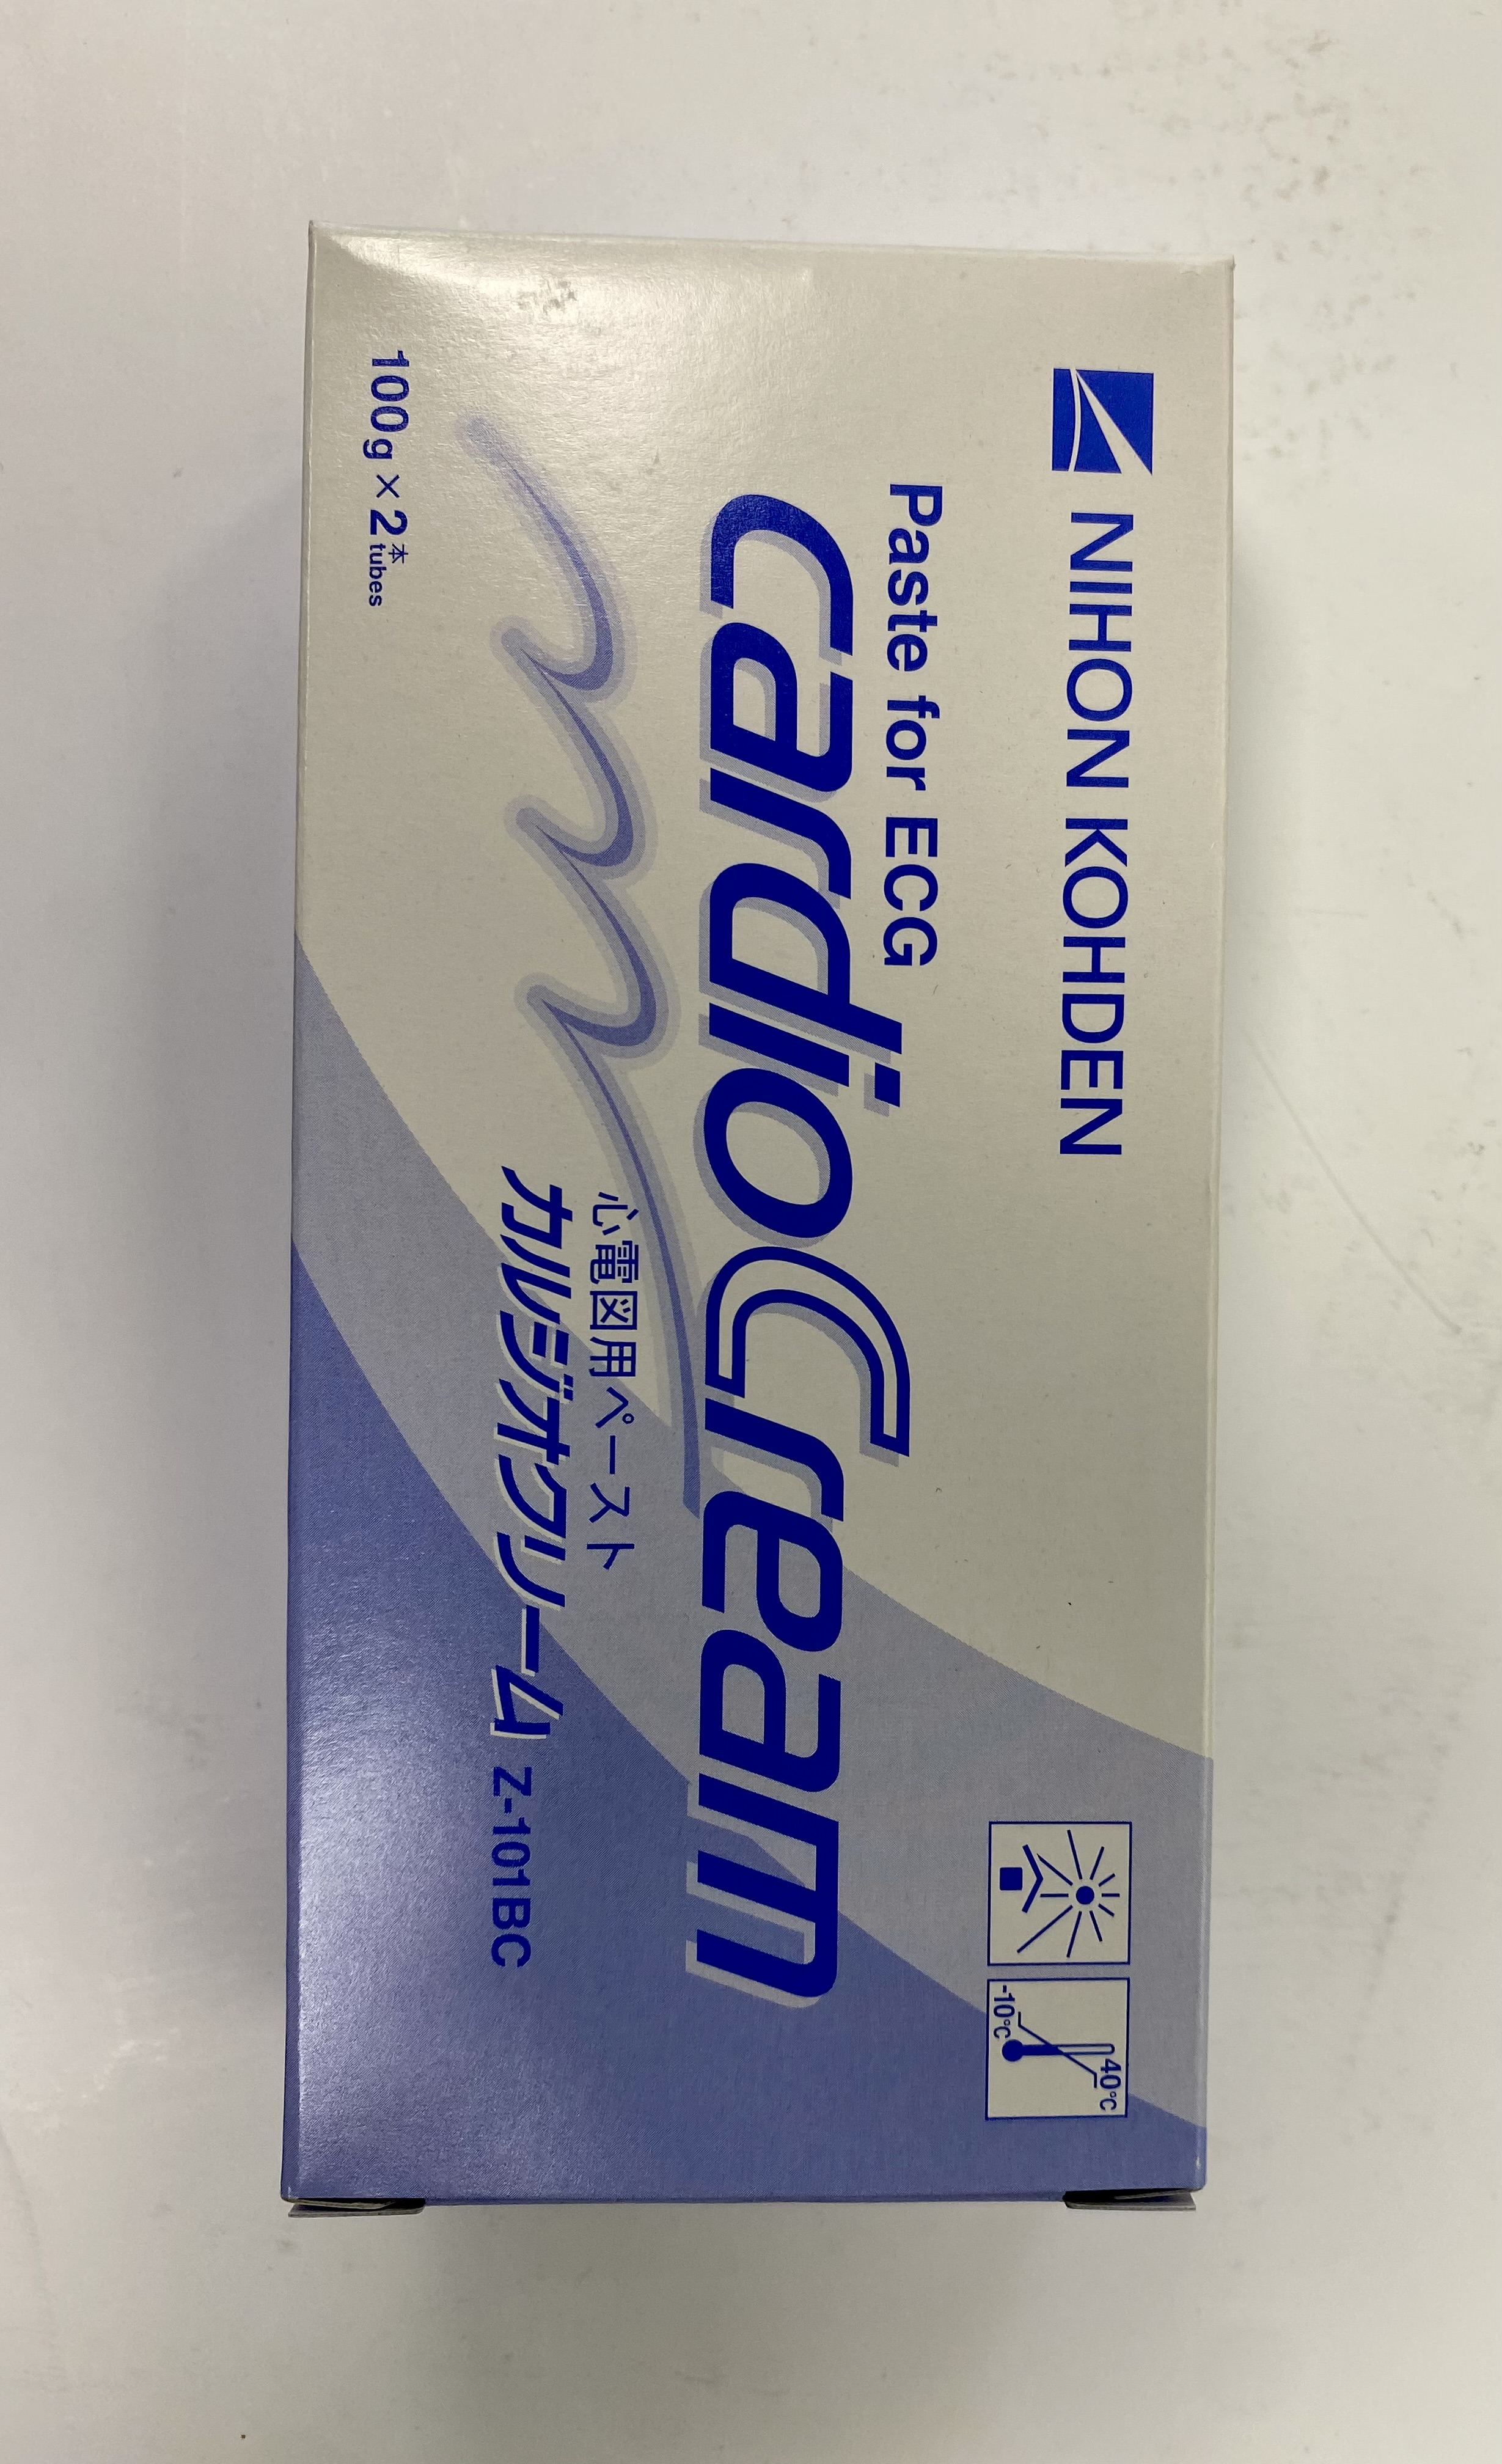 NIHON KOHDEN
Paste for ECG
CardioCream
心電図用ペースト
カルジオクリーム Z-101BC
100g×2本 tubes
-10°C
40°C